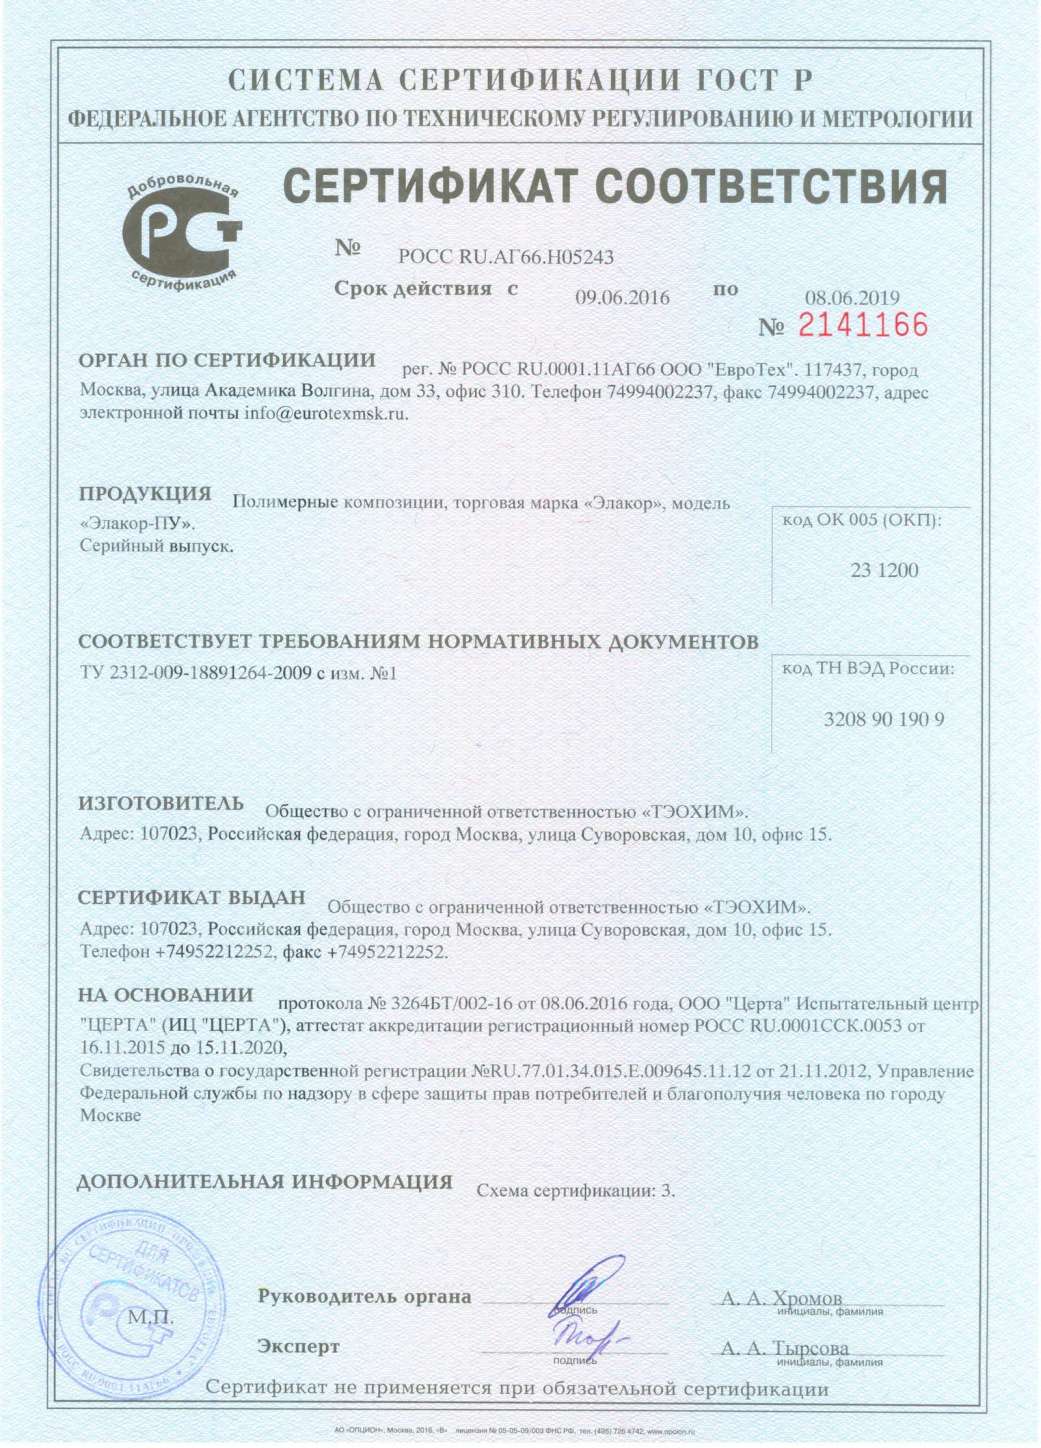 СИСТЕМА СЕРТИФИКАЦИИ ГОСТ Р
ФЕДЕРАЛЬНОЕ АГЕНТСТВО ПО ТЕХНИЧЕСКОМУ РЕГУЛИРОВАНИЮ И МЕТРОЛОГИИ
Добровольная
РСТ
сертификация
СЕРТИФИКАТ СООТВЕТСТВИЯ
№ РОСС RU.АГ66.Н05243
Срок действия с 09.06.2016 по 08.06.2019
№ 2141166
ОРГАН ПО СЕРТИФИКАЦИИ рег. № РОСС RU.0001.11АГ66 ООО "ЕвроТех". 117437, город
Москва, улица Академика Волгина, дом 33, офис 310. Телефон 74994002237, факс 74994002237, адрес
электронной почты info@eurotexmsk.ru.
ПРОДУКЦИЯ Полимерные композиции, торговая марка «Элакор», модель
«Элакор-ПУ».
Серийный выпуск.
код ОК 005 (ОКП):
23 1200
СООТВЕТСТВУЕТ ТРЕБОВАНИЯМ НОРМАТИВНЫХ ДОКУМЕНТОВ
ТУ 2312-009-18891264-2009 с изм. №1
код ТН ВЭД России:
3208 90 190 9
ИЗГОТОВИТЕЛЬ Общество с ограниченной ответственностью «ТЭОХИМ».
Адрес: 107023, Российская федерация, город Москва, улица Суворовская, дом 10, офис 15.
СЕРТИФИКАТ ВЫДАН Общество с ограниченной ответственностью «ТЭОХИМ».
Адрес: 107023, Российская федерация, город Москва, улица Суворовская, дом 10, офис 15.
Телефон +74952212252, факс +74952212252.
НА ОСНОВАНИИ протокола № 3264БТ/002-16 от 08.06.2016 года, ООО "Церта" Испытательный центр
"ЦЕРТА" (ИЦ "ЦЕРТА"), аттестат аккредитации регистрационный номер РОСС RU.0001ССК.0053 от
16.11.2015 до 15.11.2020,
Свидетельства о государственной регистрации №RU.77.01.34.015.Е.009645.11.12 от 21.11.2012, Управление
Федеральной службы по надзору в сфере защиты прав потребителей и благополучия человека по городу
Москве
ДОПОЛНИТЕЛЬНАЯ ИНФОРМАЦИЯ Схема сертификации: 3.
ДЛЯ
СЕРТИФИКАТОВ
М.П.
Руководитель органа
подпись
А. А. Хромов
инициалы, фамилия
Эксперт
подпись
А. А. Тырсова
инициалы, фамилия
Сертификат не применяется при обязательной сертификации
АО «ОПЦИОН», Москва, 2016, «В» лицензия № 05-05-09/003 ФНС РФ, тел. (495) 726 4742, www.opcion.ru